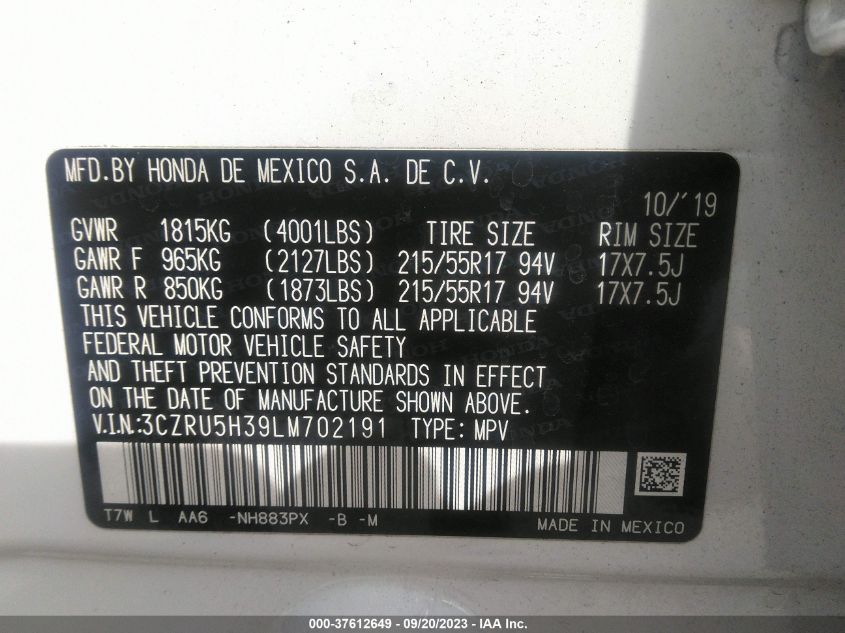 MFD.BY HONDA DE MEXICO S.A. DE C.V.
10/'19
GVWR 1815KG (4001LBS) TIRE SIZE RIM SIZE
GAWR F 965KG (2127LBS) 215/55R17 94V 17X7.5J
GAWR R 850KG (1873LBS) 215/55R17 94V 17X7.5J
THIS VEHICLE CONFORMS TO ALL APPLICABLE
FEDERAL MOTOR VEHICLE SAFETY
AND THEFT PREVENTION STANDARDS IN EFFECT
ON THE DATE OF MANUFACTURE SHOWN ABOVE.
V.I.N.:3CZRU5H39LM702191 TYPE: MPV
T7W L AA6 -NH883PX -B -M
MADE IN MEXICO
000-37612649 / 09/20/2023 / IAA Inc.